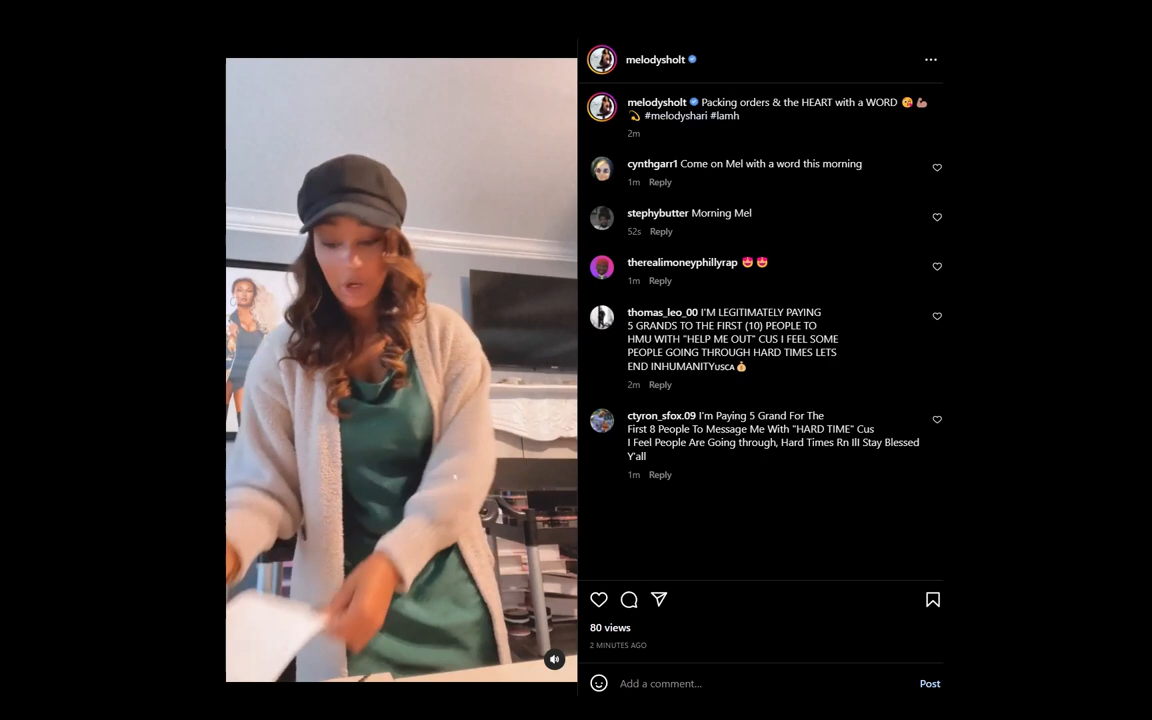 melodysholt
melodysholt Packing orders & the HEART with a WORD 😘 💪🏽
💫 #melodyshari #lamh
2m
cynthgarr1 Come on Mel with a word this morning
1m Reply
stephybutter Morning Mel
52s Reply
therealimoneyphillyrap 😍 😍
1m Reply
thomas_leo_00 I'M LEGITIMATELY PAYING
5 GRANDS TO THE FIRST (10) PEOPLE TO
HMU WITH "HELP ME OUT" CUS I FEEL SOME
PEOPLE GOING THROUGH HARD TIMES LETS
END INHUMANITYᴜꜱᴄᴀ💰
2m Reply
ctyron_sfox.09 I'm Paying 5 Grand For The
First 8 People To Message Me With "HARD TIME" Cus
I Feel People Are Going through, Hard Times Rn Ill Stay Blessed
Y'all
1m Reply
80 views
2 MINUTES AGO
Add a comment... Post